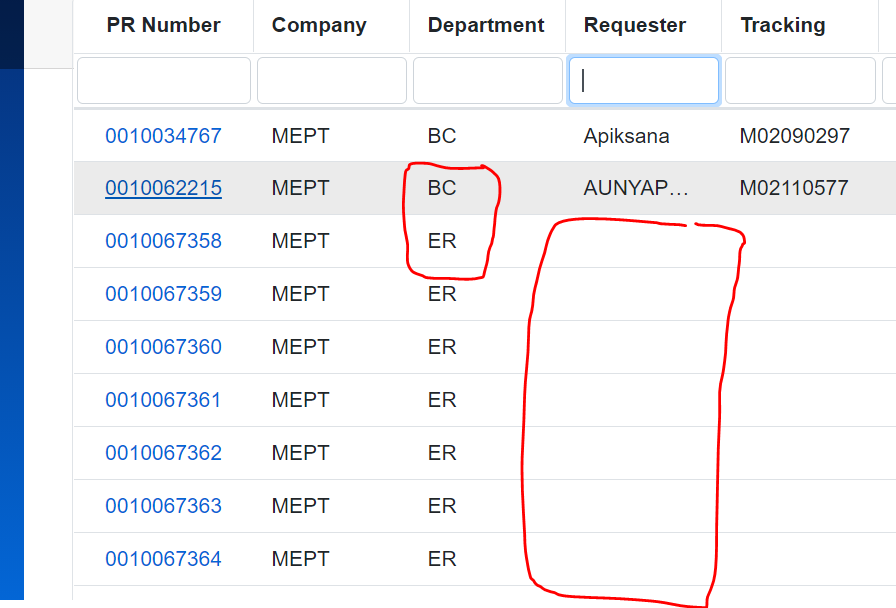 PR Number Company Department Requester Tracking
0010034767 MEPT BC Apiksana M02090297
0010062215 MEPT BC AUNYAP... M02110577
0010067358 MEPT ER
0010067359 MEPT ER
0010067360 MEPT ER
0010067361 MEPT ER
0010067362 MEPT ER
0010067363 MEPT ER
0010067364 MEPT ER